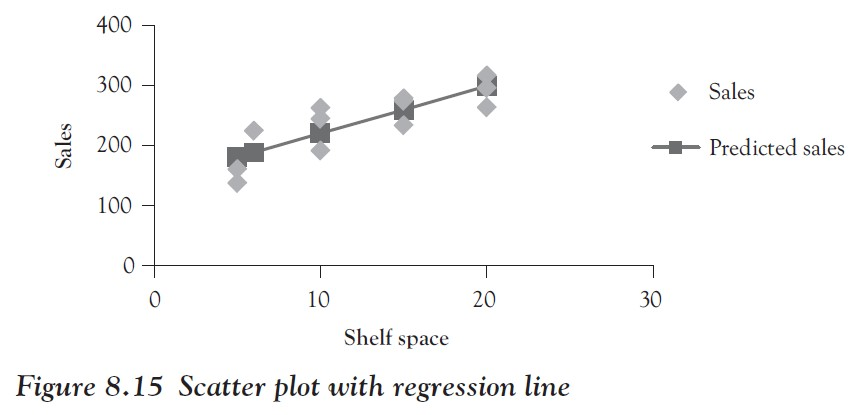 400
300
200
100
0
Sales
0
10
20
30
Shelf space
Sales
Predicted sales
Figure 8.15 Scatter plot with regression line